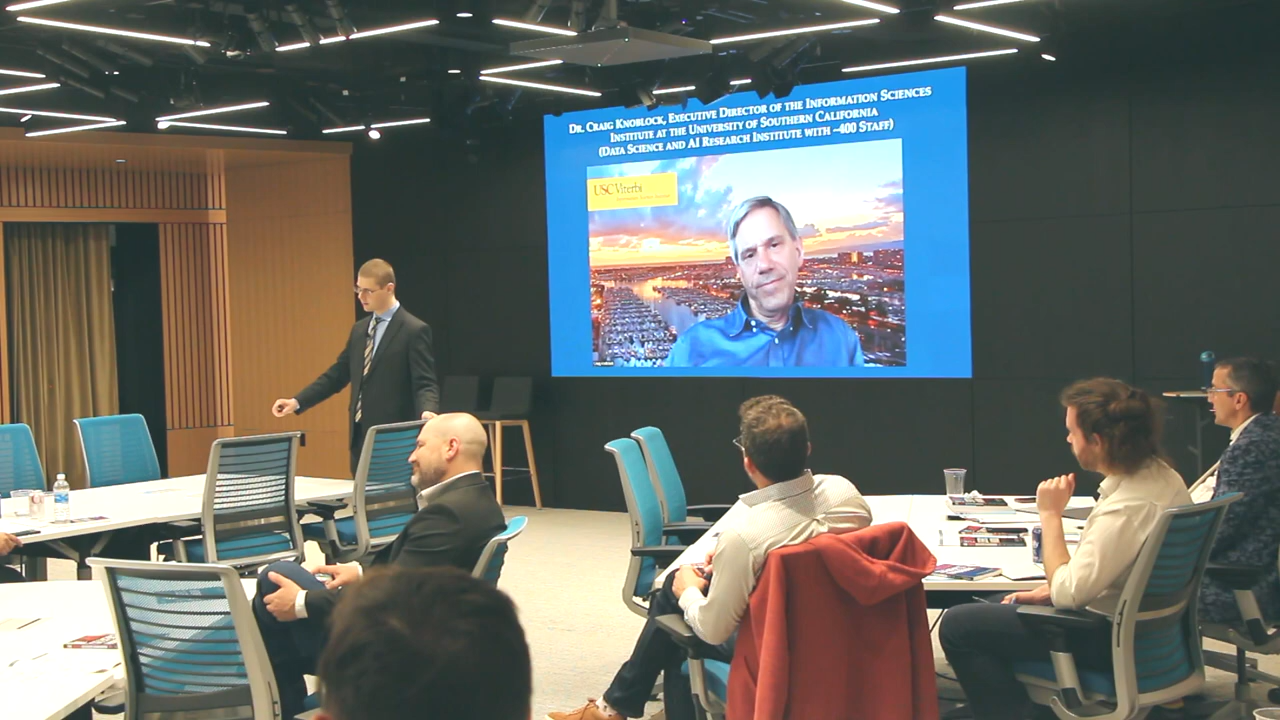 DR. CRAIG KNOBLOCK, EXECUTIVE DIRECTOR OF THE INFORMATION SCIENCES
INSTITUTE AT THE UNIVERSITY OF SOUTHERN CALIFORNIA
(DATA SCIENCE AND AI RESEARCH INSTITUTE WITH ~400 STAFF)
USC Viterbi